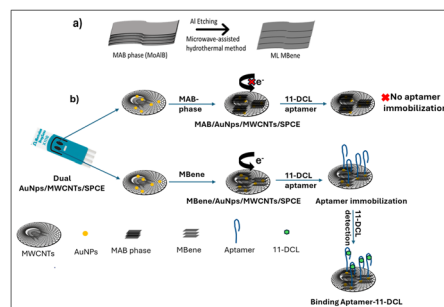 a)
Al Etching
Microwave-assisted
hydrothermal method
MAB phase (MoAlB)
ML MBene
b)
e-
MAB-
phase
11-DCL
aptamer
No aptamer
immobilization
MAB/AuNps/MWCNTs/SPCE
Dual
AuNps/MWCNTs/SPCE
MBene
e-
11-DCL
aptamer
MBene/AuNps/MWCNTs/SPCE
Aptamer immobilization
11-DCL
detection
MWCNTs
AuNPs
MAB phase
MBene
Aptamer
11-DCL
Binding Aptamer-11-DCL